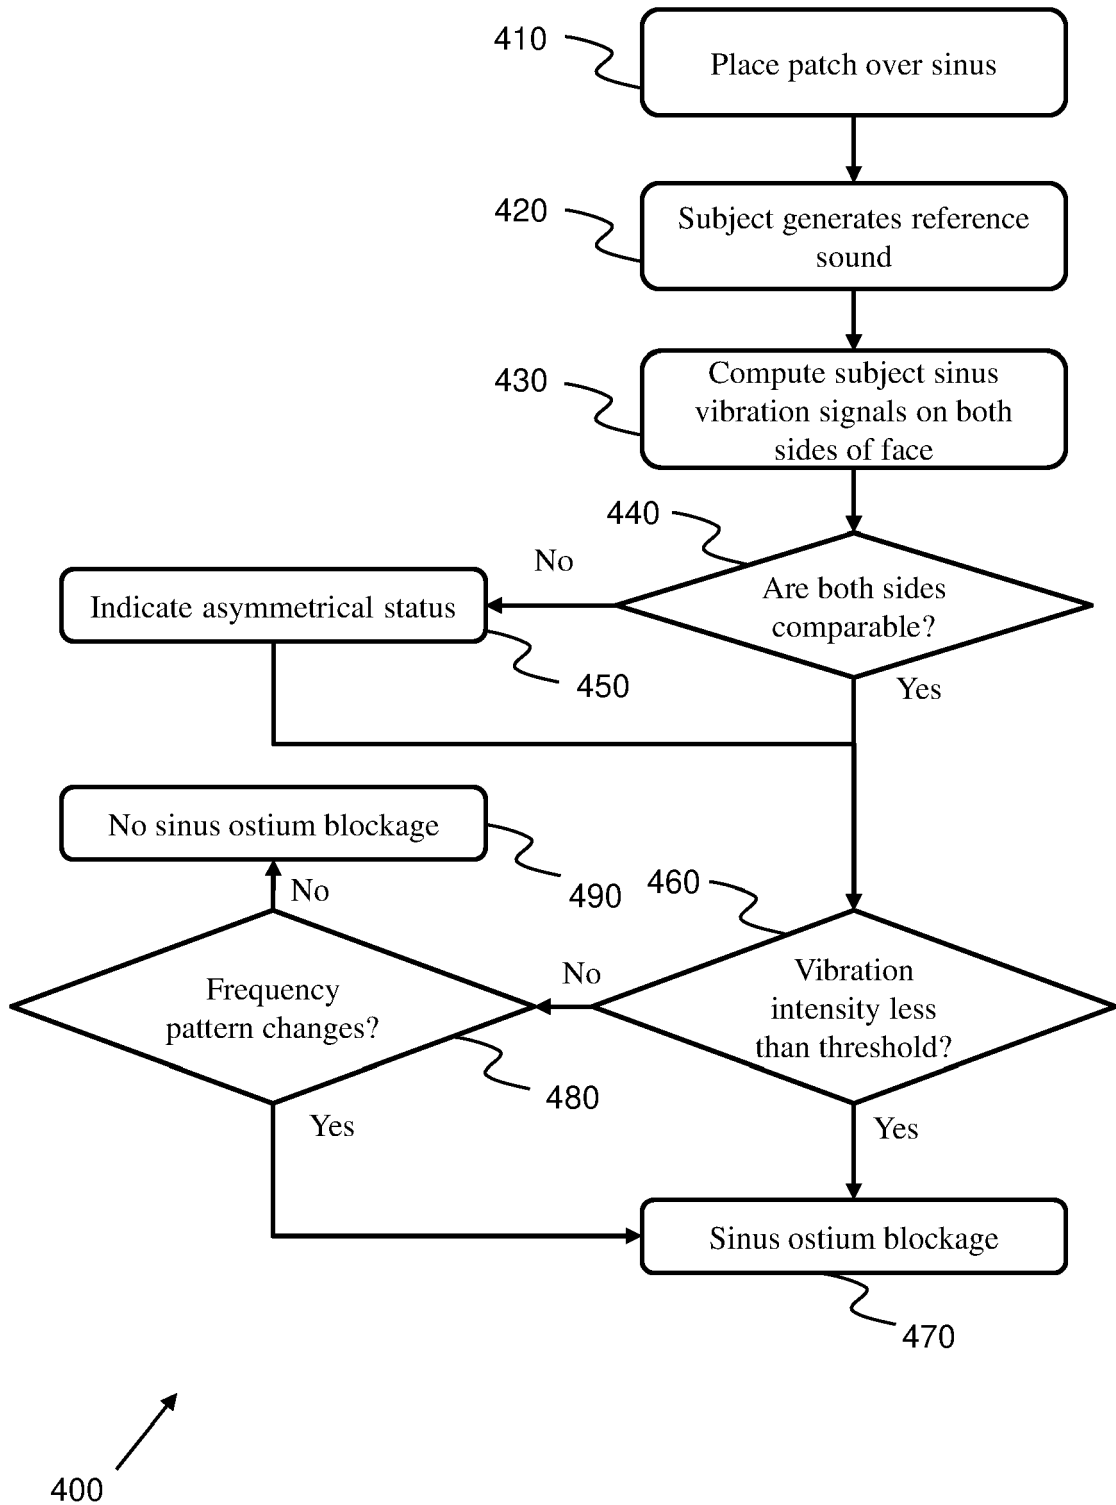 410
Place patch over sinus
420
Subject generates reference
sound
430
Compute subject sinus
vibration signals on both
sides of face
440
No
Are both sides
comparable?
Indicate asymmetrical status
450
Yes
No sinus ostium blockage
490
460
No
No
Vibration
intensity less
than threshold?
Frequency
pattern changes?
480
Yes
Yes
Sinus ostium blockage
470
400